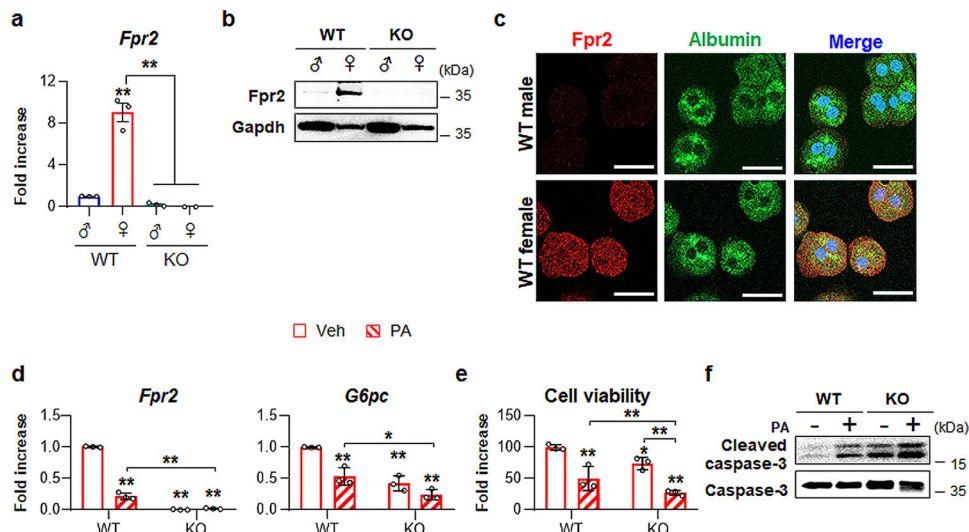 a
Fpr2
Fold increase
12
8
4
0
**
**
♂ ♀ ♂ ♀
WT KO
b
WT KO
♂ ♀ ♂ ♀ (kDa)
Fpr2
35
Gapdh
35
c
Fpr2 Albumin Merge
WT male
WT female
Veh PA
d
Fpr2
Fold increase
1.5
1.0
0.5
0.0
**
**
** **
WT KO
G6pc
1.5
1.0
0.5
0.0
*
** ** **
WT KO
e
Cell viability
Fold increase
150
100
50
0
**
**
** * **
WT KO
f
WT KO
PA - + - + (kDa)
Cleaved
caspase-3
15
Caspase-3
35